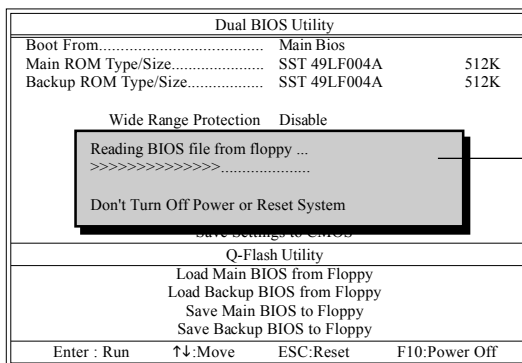 Dual BIOS Utility
Boot From..................................... Main Bios
Main ROM Type/Size...................... SST 49LF004A 512K
Backup ROM Type/Size.................. SST 49LF004A 512K
Wide Range Protection Disable
Reading BIOS file from floppy ...
>>>>>>>>>>>>>>.....................
Don't Turn Off Power or Reset System
Save Settings to CMOS
Q-Flash Utility
Load Main BIOS from Floppy
Load Backup BIOS from Floppy
Save Main BIOS to Floppy
Save Backup BIOS to Floppy
Enter : Run ↑↓:Move ESC:Reset F10:Power Off